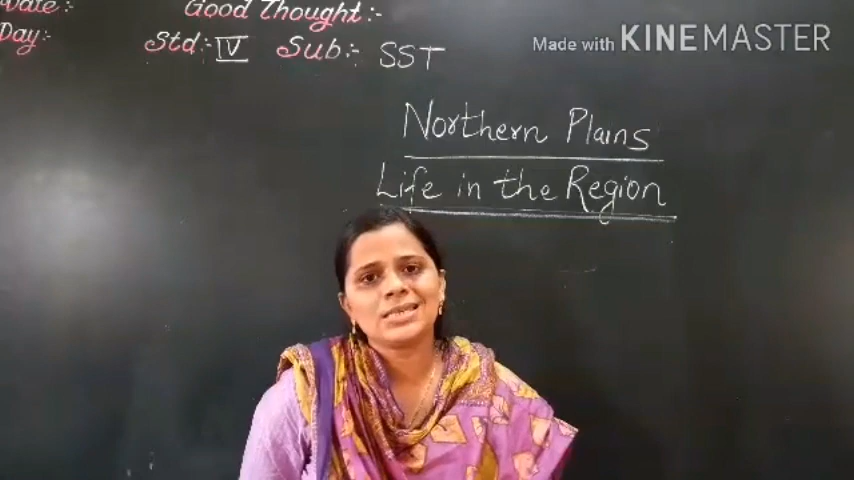 Date:-
Good Thought:-
Day:-
Std:- IV Sub:- SST
Made with KINEMASTER
Northern Plains
Life in the Region